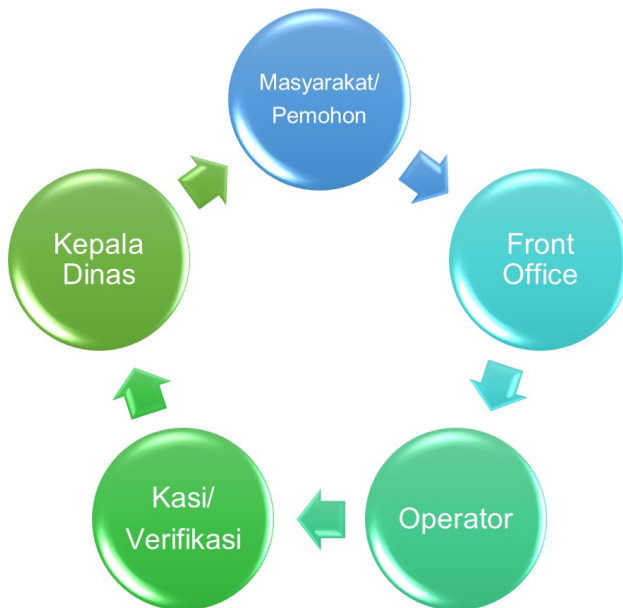 Masyarakat/
Pemohon
Front
Office
Operator
Kasi/
Verifikasi
Kepala
Dinas